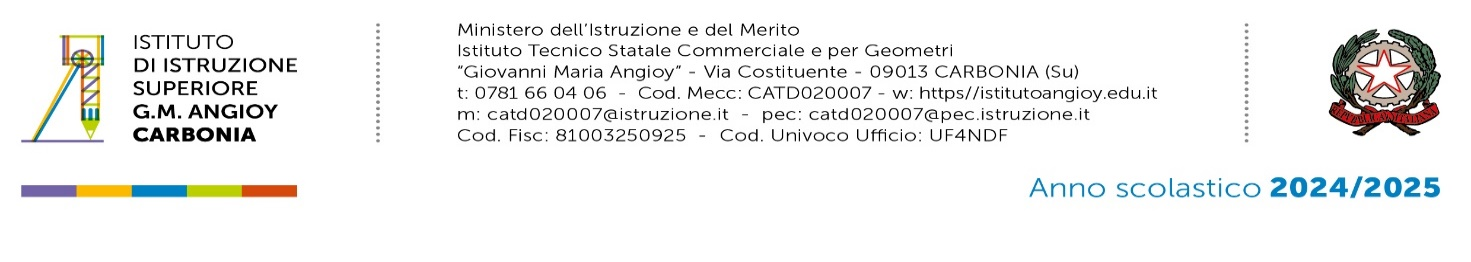 ISTITUTO
DI ISTRUZIONE
SUPERIORE
G.M. ANGIOY
CARBONIA
Ministero dell'Istruzione e del Merito
Istituto Tecnico Statale Commerciale e per Geometri
"Giovanni Maria Angioy" - Via Costituente - 09013 CARBONIA (Su)
t: 0781 66 04 06 - Cod. Mecc: CATD020007 - w: https//istitutoangioy.edu.it
m: catd020007@istruzione.it - pec: catd020007@pec.istruzione.it
Cod. Fisc: 81003250925 - Cod. Univoco Ufficio: UF4NDF
REPVBBLICA ITALIANA
Anno scolastico 2024/2025